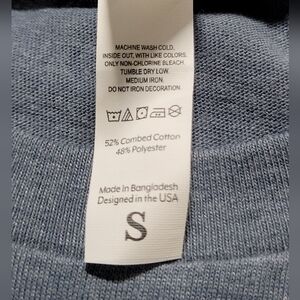 MACHINE WASH COLD.
INSIDE OUT, WITH LIKE COLORS.
ONLY NON-CHLORINE BLEACH.
TUMBLE DRY LOW.
MEDIUM IRON.
DO NOT IRON DECORATION.
52% Combed Cotton
48% Polyester
Made in Bangladesh
Designed in the USA
S